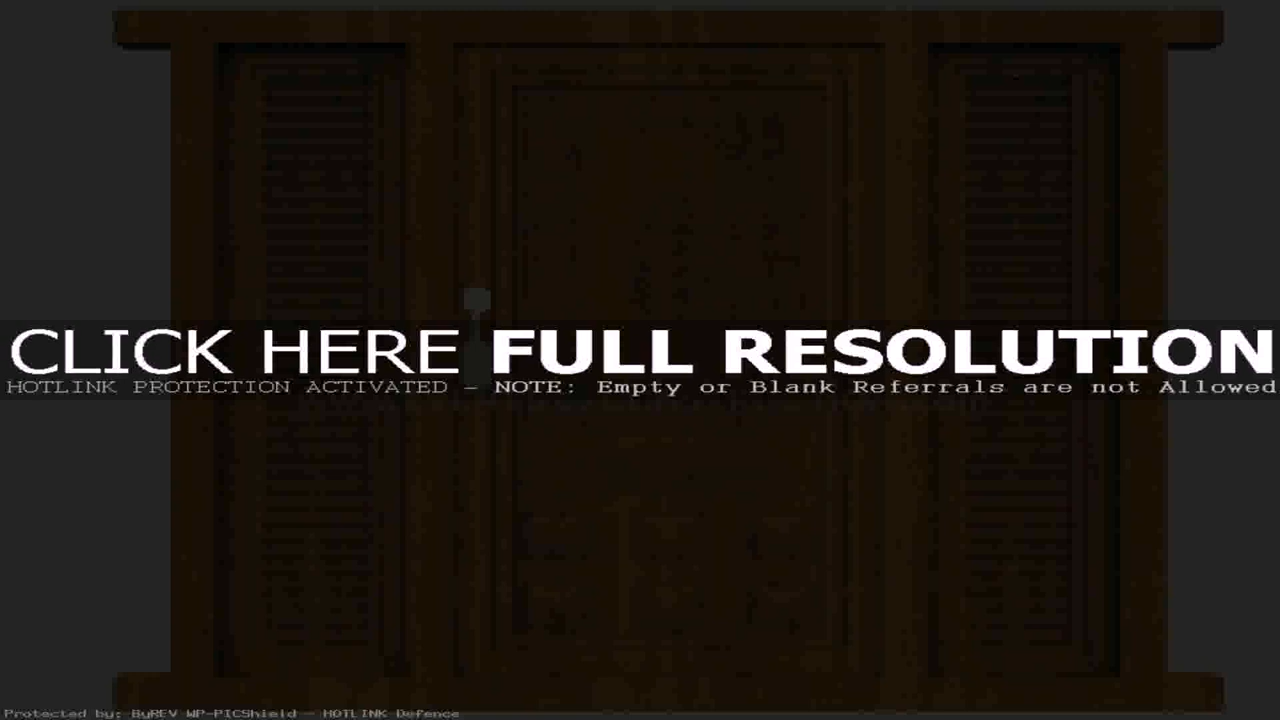 CLICK HERE FULL RESOLUTION
HOTLINK PROTECTION ACTIVATED - NOTE: Empty or Blank Referrals are not Allowed
Protected by: ByREV WP-PICShield - HOTLINK Defence